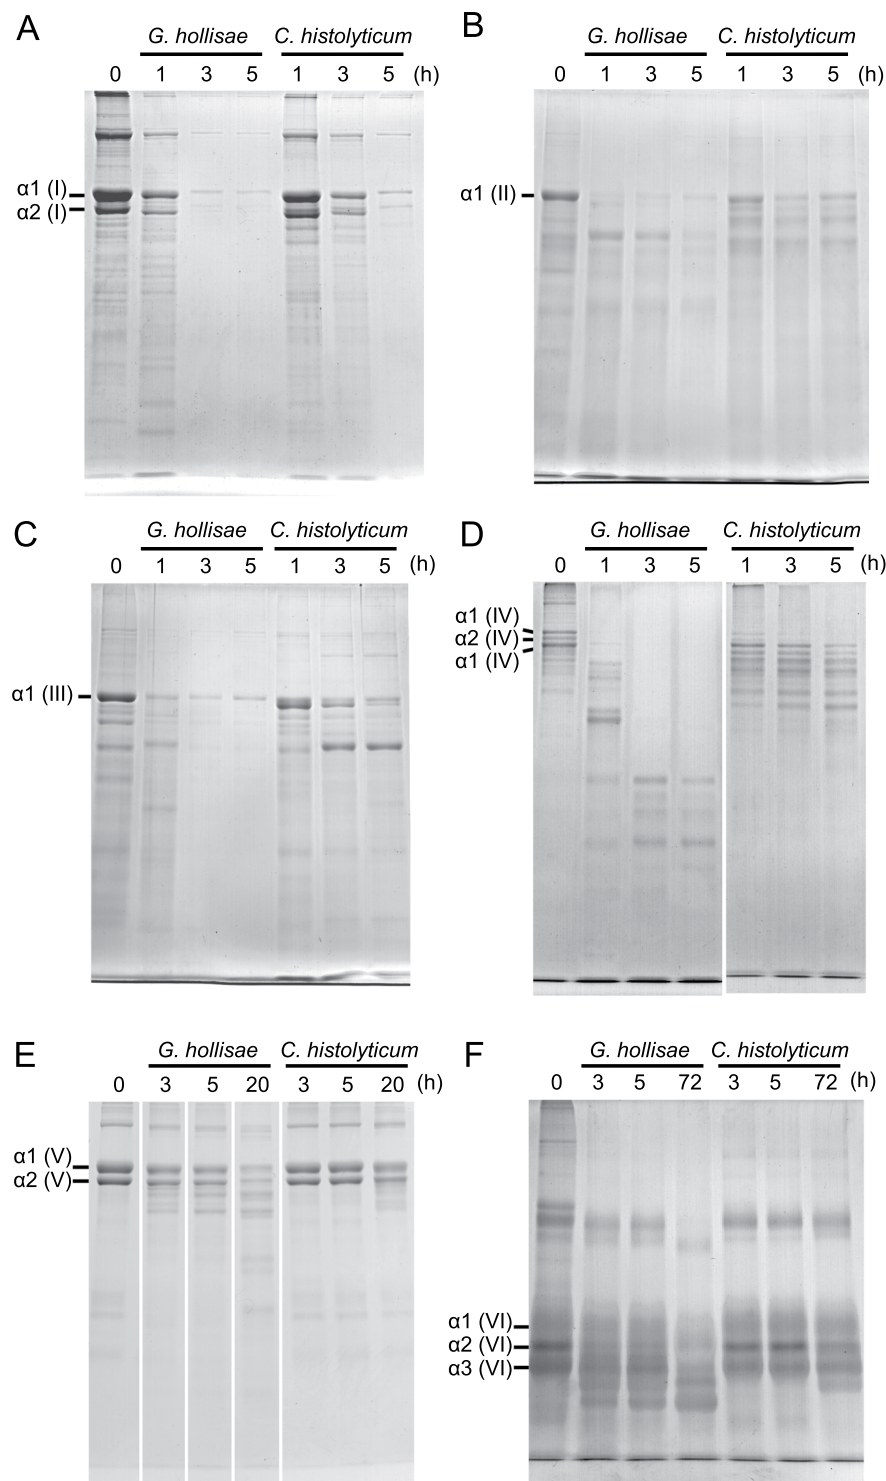 A
G. hollisae C. histolyticum
0 1 3 5 1 3 5 (h)
α1 (I)
α2 (I)
B
G. hollisae C. histolyticum
0 1 3 5 1 3 5 (h)
α1 (II)
C
G. hollisae C. histolyticum
0 1 3 5 1 3 5 (h)
α1 (III)
D
G. hollisae C. histolyticum
0 1 3 5 1 3 5 (h)
α1 (IV)
α2 (IV)
α1 (IV)
E
G. hollisae C. histolyticum
0 3 5 20 3 5 20 (h)
α1 (V)
α2 (V)
F
G. hollisae C. histolyticum
0 3 5 72 3 5 72 (h)
α1 (VI)
α2 (VI)
α3 (VI)